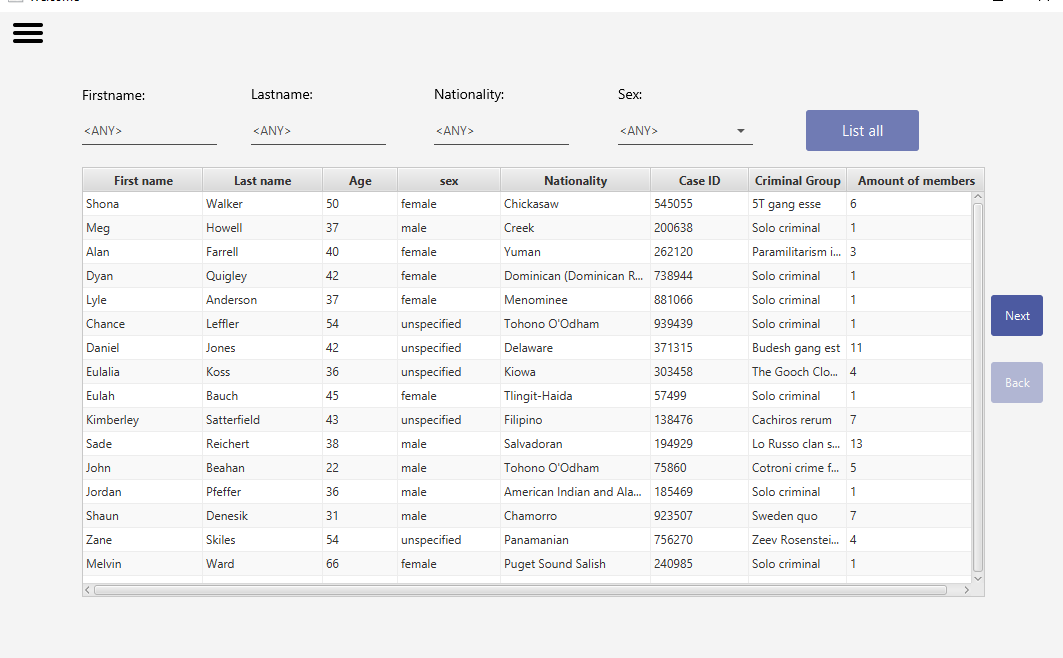 Welcome
Firstname: Lastname: Nationality: Sex:
<ANY> <ANY> <ANY> <ANY> List all
First name Last name Age sex Nationality Case ID Criminal Group Amount of members
Shona Walker 50 female Chickasaw 545055 5T gang esse 6
Meg Howell 37 male Creek 200638 Solo criminal 1
Alan Farrell 40 female Yuman 262120 Paramilitarism i... 3
Dyan Quigley 42 female Dominican (Dominican R... 738944 Solo criminal 1
Lyle Anderson 37 female Menominee 881066 Solo criminal 1
Chance Leffler 54 unspecified Tohono O'Odham 939439 Solo criminal 1
Daniel Jones 42 unspecified Delaware 371315 Budesh gang est 11
Eulalia Koss 36 unspecified Kiowa 303458 The Gooch Clo... 4
Eulah Bauch 45 female Tlingit-Haida 57499 Solo criminal 1
Kimberley Satterfield 43 unspecified Filipino 138476 Cachiros rerum 7
Sade Reichert 38 male Salvadoran 194929 Lo Russo clan s... 13
John Beahan 22 male Tohono O'Odham 75860 Cotroni crime f... 5
Jordan Pfeffer 36 male American Indian and Ala... 185469 Solo criminal 1
Shaun Denesik 31 male Chamorro 923507 Sweden quo 7
Zane Skiles 54 unspecified Panamanian 756270 Zeev Rosenstei... 4
Melvin Ward 66 female Puget Sound Salish 240985 Solo criminal 1
Next
Back